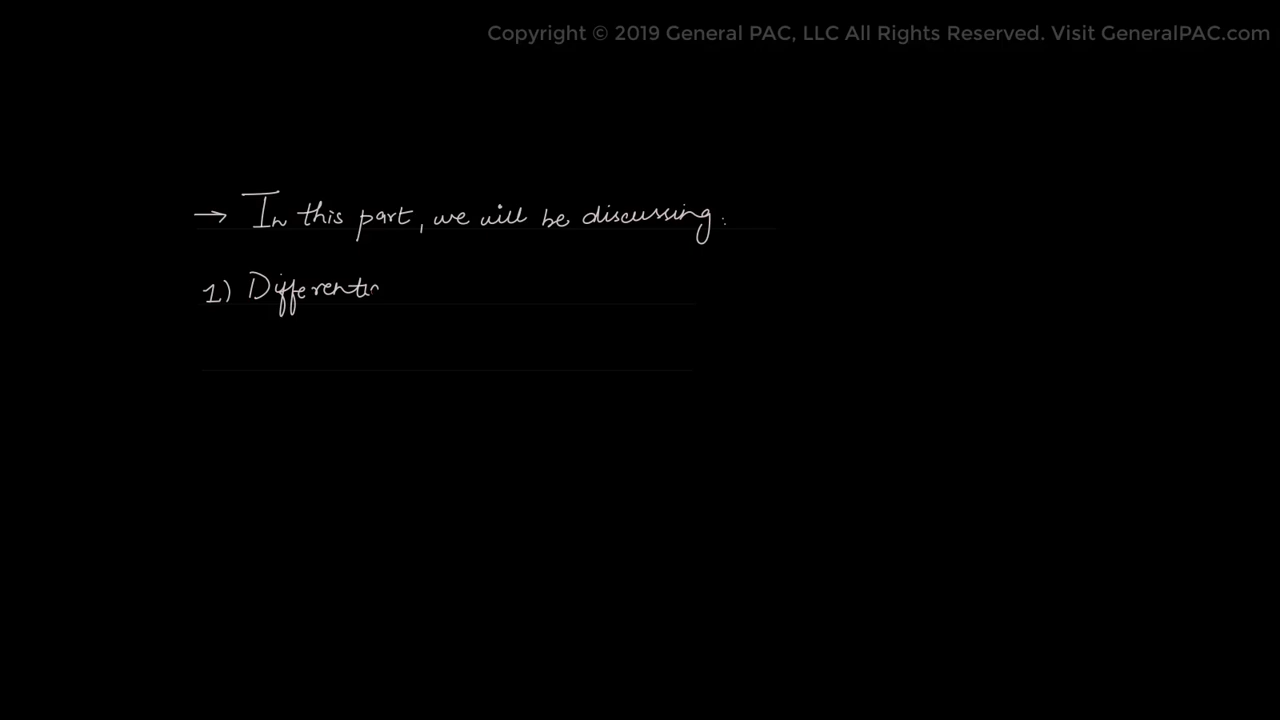 Copyright © 2019 General PAC, LLC All Rights Reserved. Visit GeneralPAC.com
→ In this part, we will be discussing:
1) Differenti